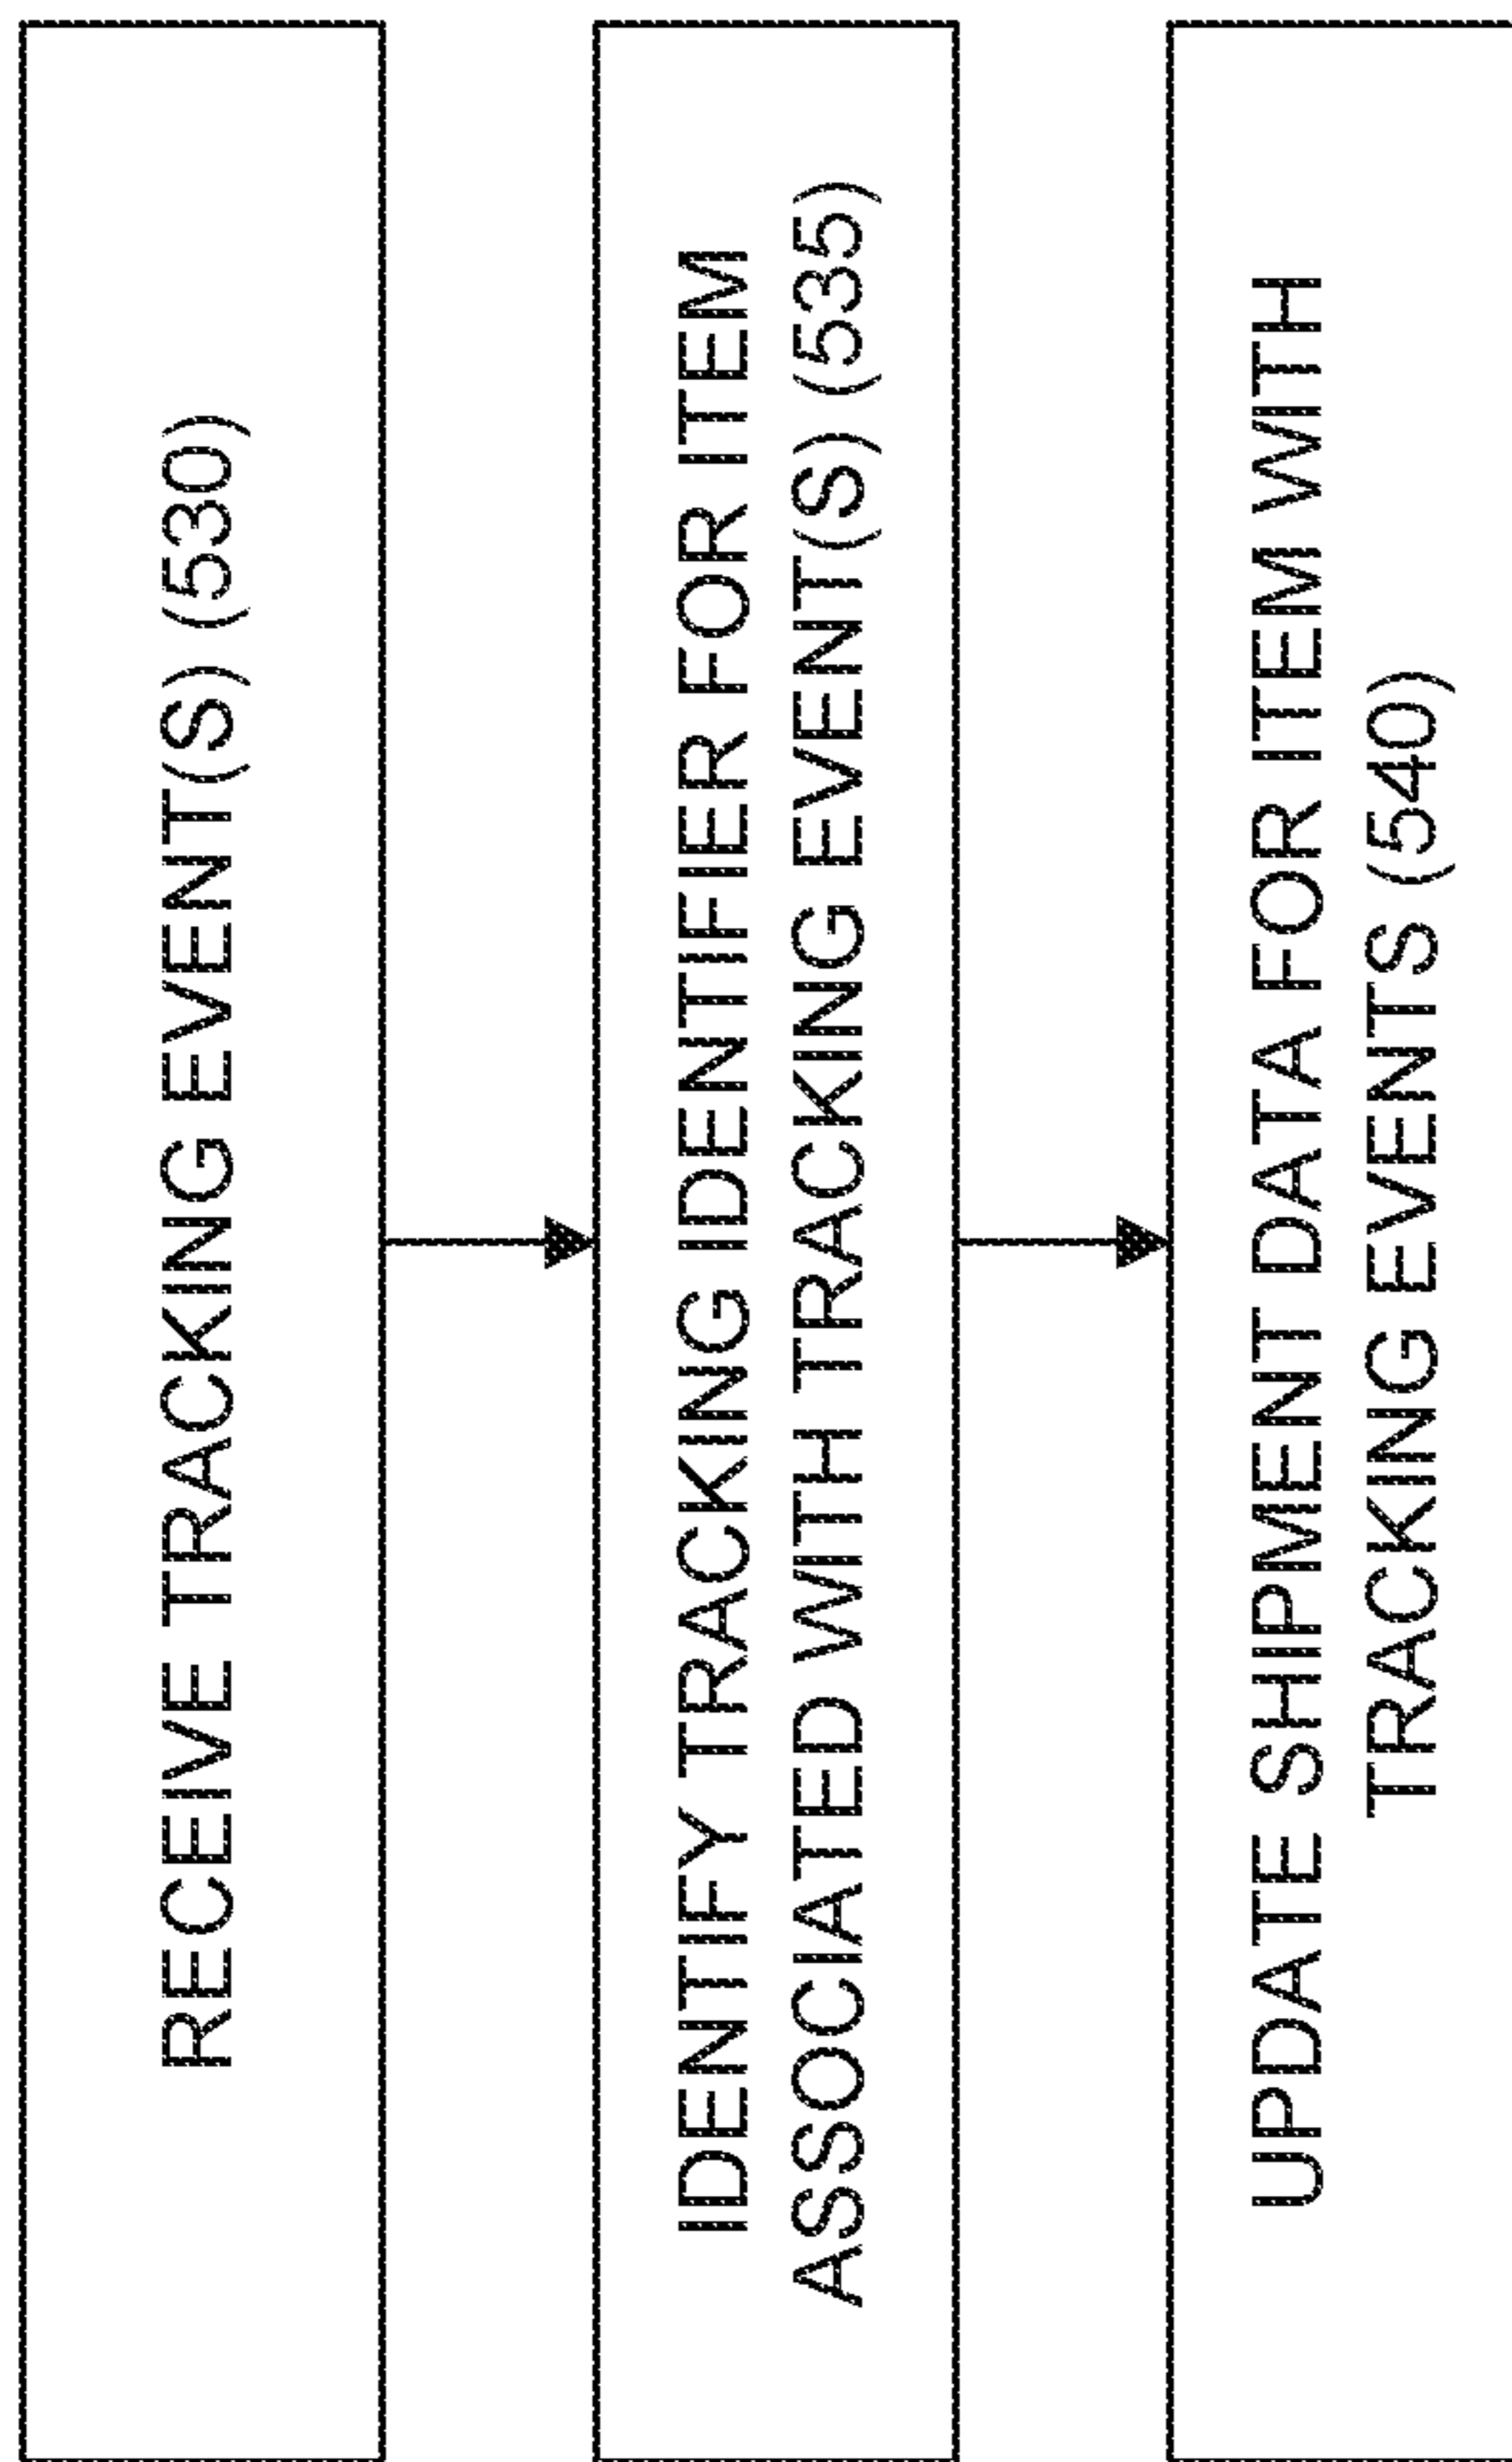 RECEIVE TRACKING EVENT(S) (530)
IDENTIFY TRACKING IDENTIFIER FOR ITEM
ASSOCIATED WITH TRACKING EVENT(S) (535)
UPDATE SHIPMENT DATA FOR ITEM WITH
TRACKING EVENTS (540)